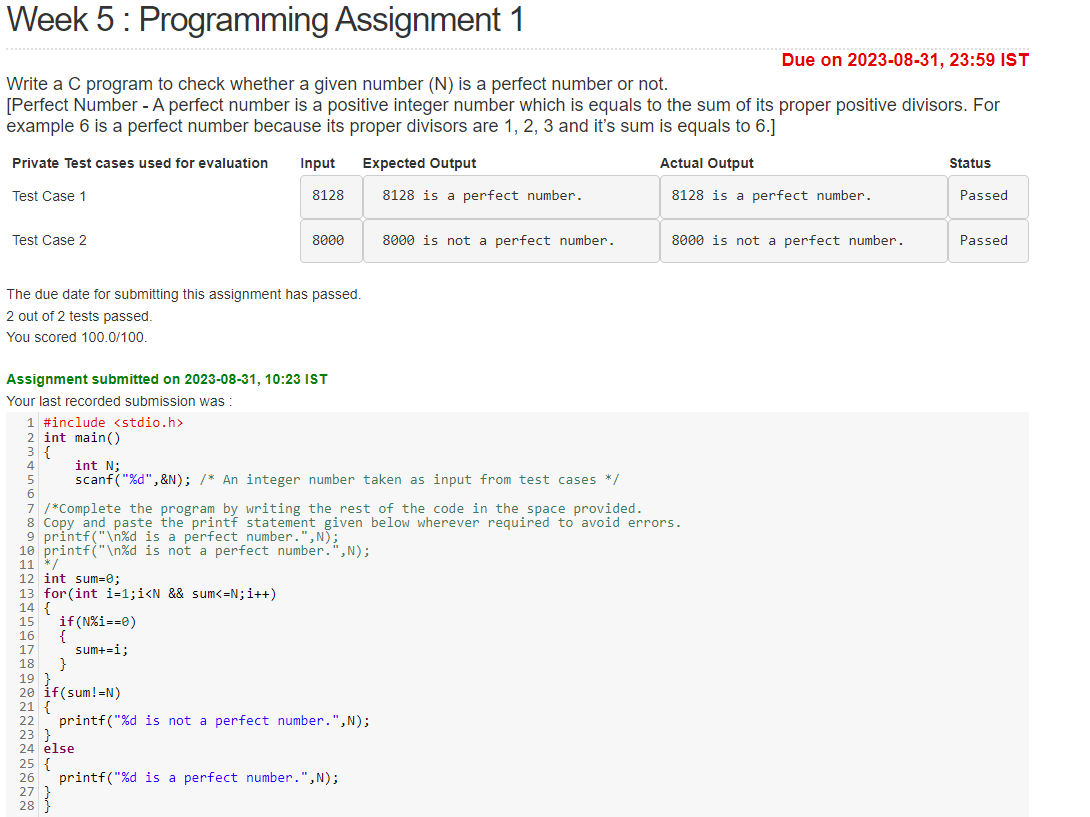 Week 5 : Programming Assignment 1
Due on 2023-08-31, 23:59 IST
Write a C program to check whether a given number (N) is a perfect number or not.
[Perfect Number - A perfect number is a positive integer number which is equals to the sum of its proper positive divisors. For
example 6 is a perfect number because its proper divisors are 1, 2, 3 and it’s sum is equals to 6.]
Private Test cases used for evaluation Input Expected Output Actual Output Status
Test Case 1 8128 8128 is a perfect number. 8128 is a perfect number. Passed
Test Case 2 8000 8000 is not a perfect number. 8000 is not a perfect number. Passed
The due date for submitting this assignment has passed.
2 out of 2 tests passed.
You scored 100.0/100.
Assignment submitted on 2023-08-31, 10:23 IST
Your last recorded submission was :
1 #include <stdio.h>
2 int main()
3 {
4     int N;
5     scanf("%d",&N); /* An integer number taken as input from test cases */
6
7 /*Complete the program by writing the rest of the code in the space provided.
8 Copy and paste the printf statement given below wherever required to avoid errors.
9 printf("\n%d is a perfect number.",N);
10 printf("\n%d is not a perfect number.",N);
11 */
12 int sum=0;
13 for(int i=1;i<N && sum<=N;i++)
14 {
15   if(N%i==0)
16   {
17     sum+=i;
18   }
19 }
20 if(sum!=N)
21 {
22   printf("%d is not a perfect number.",N);
23 }
24 else
25 {
26   printf("%d is a perfect number.",N);
27 }
28 }